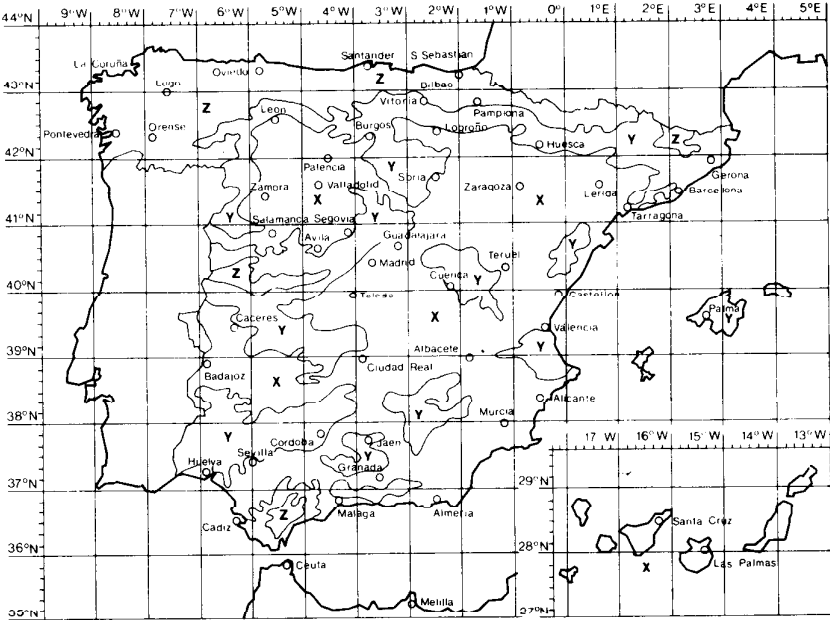 44°N 8°W 7°W 6°W 5°W 4°W 3°W 2°W 1°W 0° 1°E 2°E 3°E 4°E 5°E
La Coruña
Oviedo
Santander
S Sebastian
43°N
Lugo
Z
Bilbao
Z
Leon
Vitoria
Pamplona
Pontevedra
Orense
Burgos
Logroño
Huesca
Y
Z
42°N
Palencia
Y
Soria
Gerona
Zamora
Valladolid
Zaragoza
Lerida
Barcelona
X
X
41°N
Y
Salamanca
Segovia
Y
Tarragona
Avila
Guadalajara
Teruel
Y
Z
Madrid
Cuenca
Y
40°N
Toledo
Castellon
Palma
Caceres
Y
X
Valencia
Y
39°N
Albacete
Y
Badajoz
Ciudad Real
X
Alicante
38°N
Y
Murcia
Y
Cordoba
Jaen
Sevilla
Y
17 W 16°W 15°W 14°W 13°W
Huelva
Granada
37°N
29°N
Z
Malaga
Almeria
Santa Cruz
Cadiz
36°N
28°N
Ceuta
X
Las Palmas
Melilla
35°N
27°N